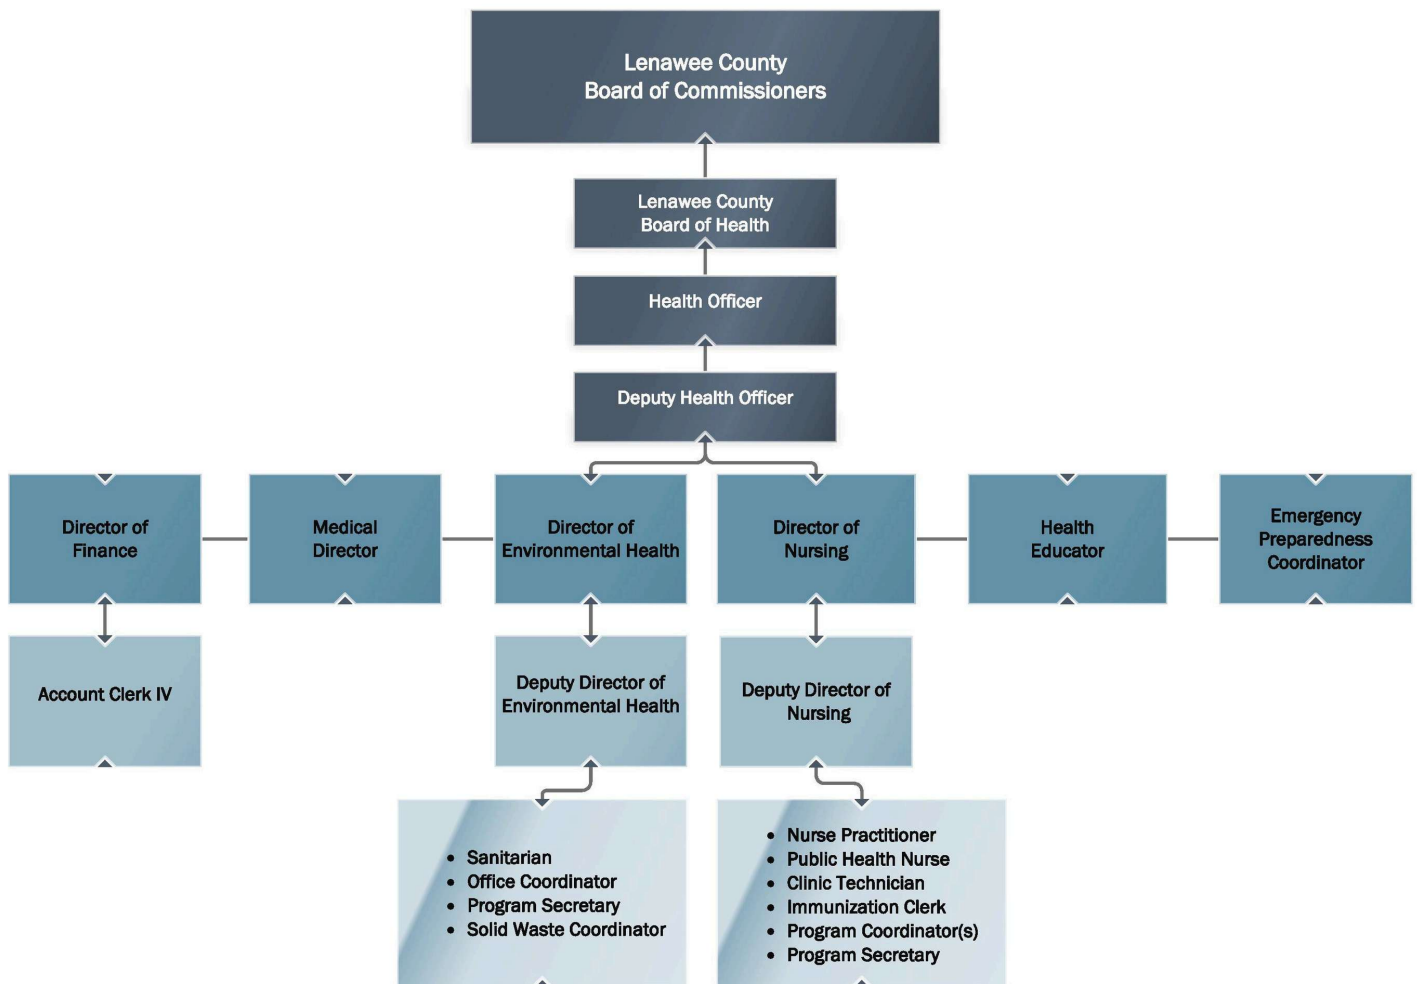 Lenawee County
Board of Commissioners
Lenawee County
Board of Health
Health Officer
Deputy Health Officer
Director of
Finance
Medical
Director
Director of
Environmental Health
Director of
Nursing
Health
Educator
Emergency
Preparedness
Coordinator
Account Clerk IV
Deputy Director of
Environmental Health
Deputy Director of
Nursing
• Sanitarian
• Office Coordinator
• Program Secretary
• Solid Waste Coordinator
• Nurse Practitioner
• Public Health Nurse
• Clinic Technician
• Immunization Clerk
• Program Coordinator(s)
• Program Secretary